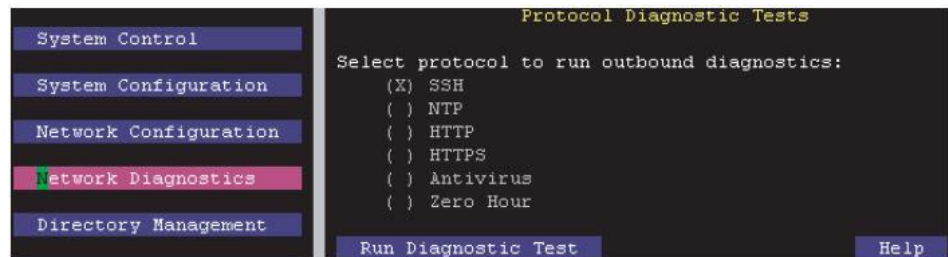 System Control
System Configuration
Network Configuration
Network Diagnostics
Directory Management
Protocol Diagnostic Tests
Select protocol to run outbound diagnostics:
(X) SSH
( ) NTP
( ) HTTP
( ) HTTPS
( ) Antivirus
( ) Zero Hour
Run Diagnostic Test
Help